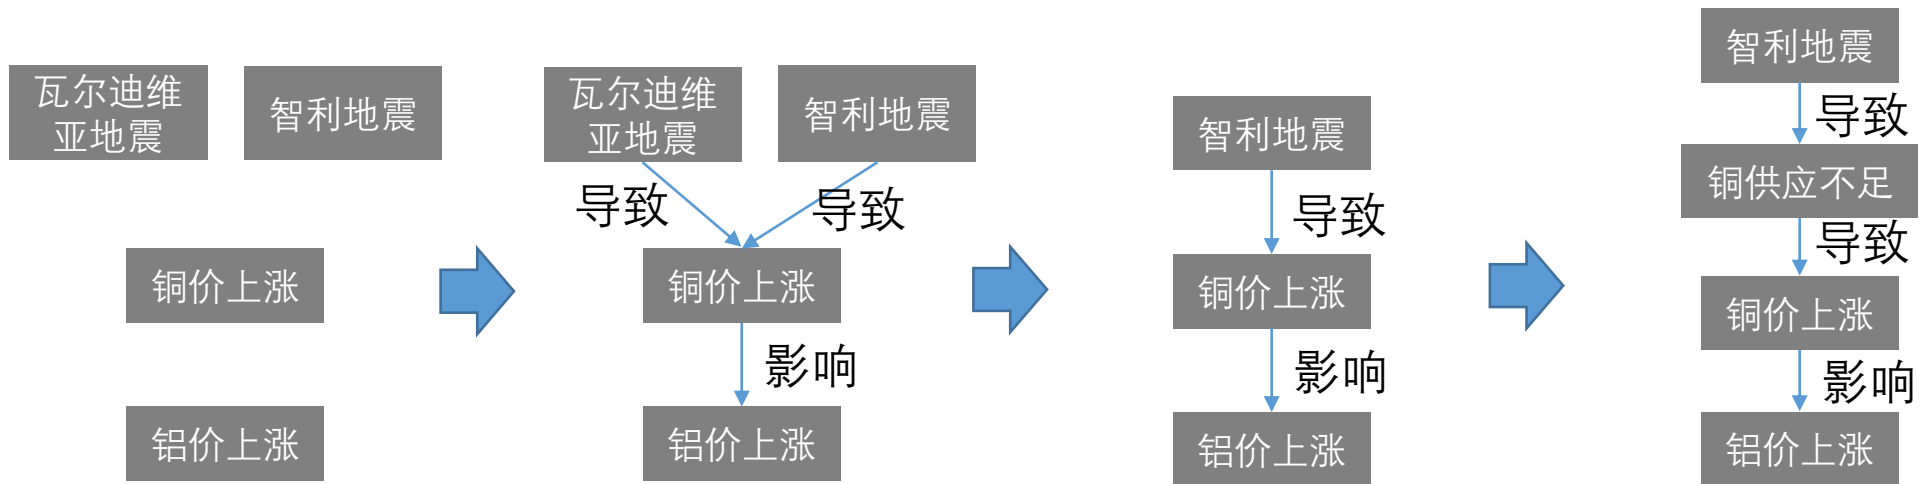 瓦尔迪维
亚地震
智利地震
铜价上涨
铝价上涨
瓦尔迪维
亚地震
智利地震
导致
导致
铜价上涨
影响
铝价上涨
智利地震
导致
铜价上涨
影响
铝价上涨
智利地震
导致
铜供应不足
导致
铜价上涨
影响
铝价上涨